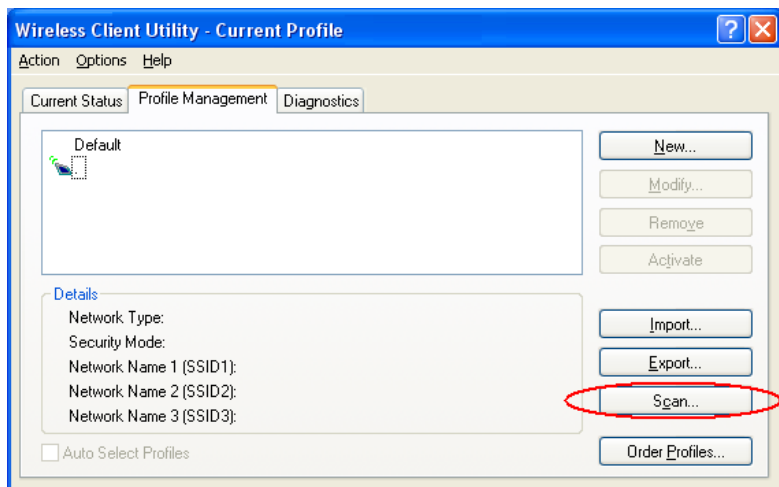 Wireless Client Utility - Current Profile
Action Options Help
Current Status Profile Management Diagnostics
Default
.
New...
Modify...
Remove
Activate
Details
Network Type:
Security Mode:
Network Name 1 (SSID1):
Network Name 2 (SSID2):
Network Name 3 (SSID3):
Import...
Export...
Scan...
Auto Select Profiles
Order Profiles...